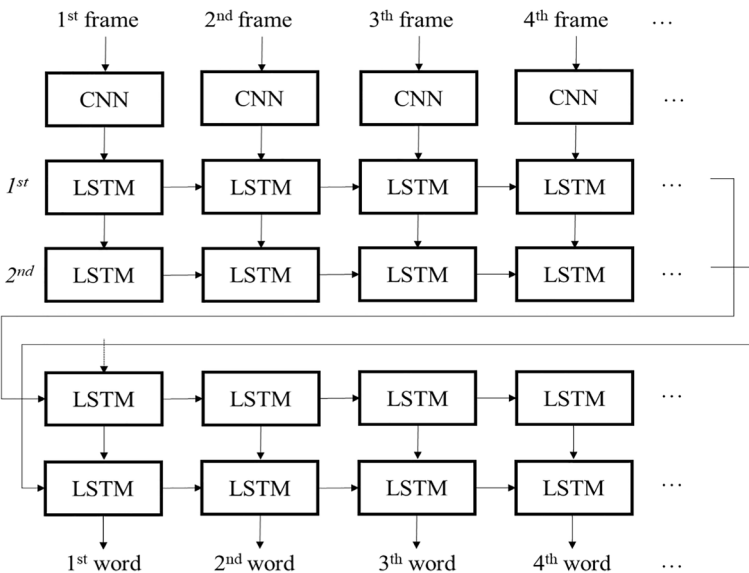 1st frame 2nd frame 3th frame 4th frame ...
CNN CNN CNN CNN ...
1st LSTM LSTM LSTM LSTM ...
2nd LSTM LSTM LSTM LSTM ...
LSTM LSTM LSTM LSTM ...
LSTM LSTM LSTM LSTM ...
1st word 2nd word 3th word 4th word ...